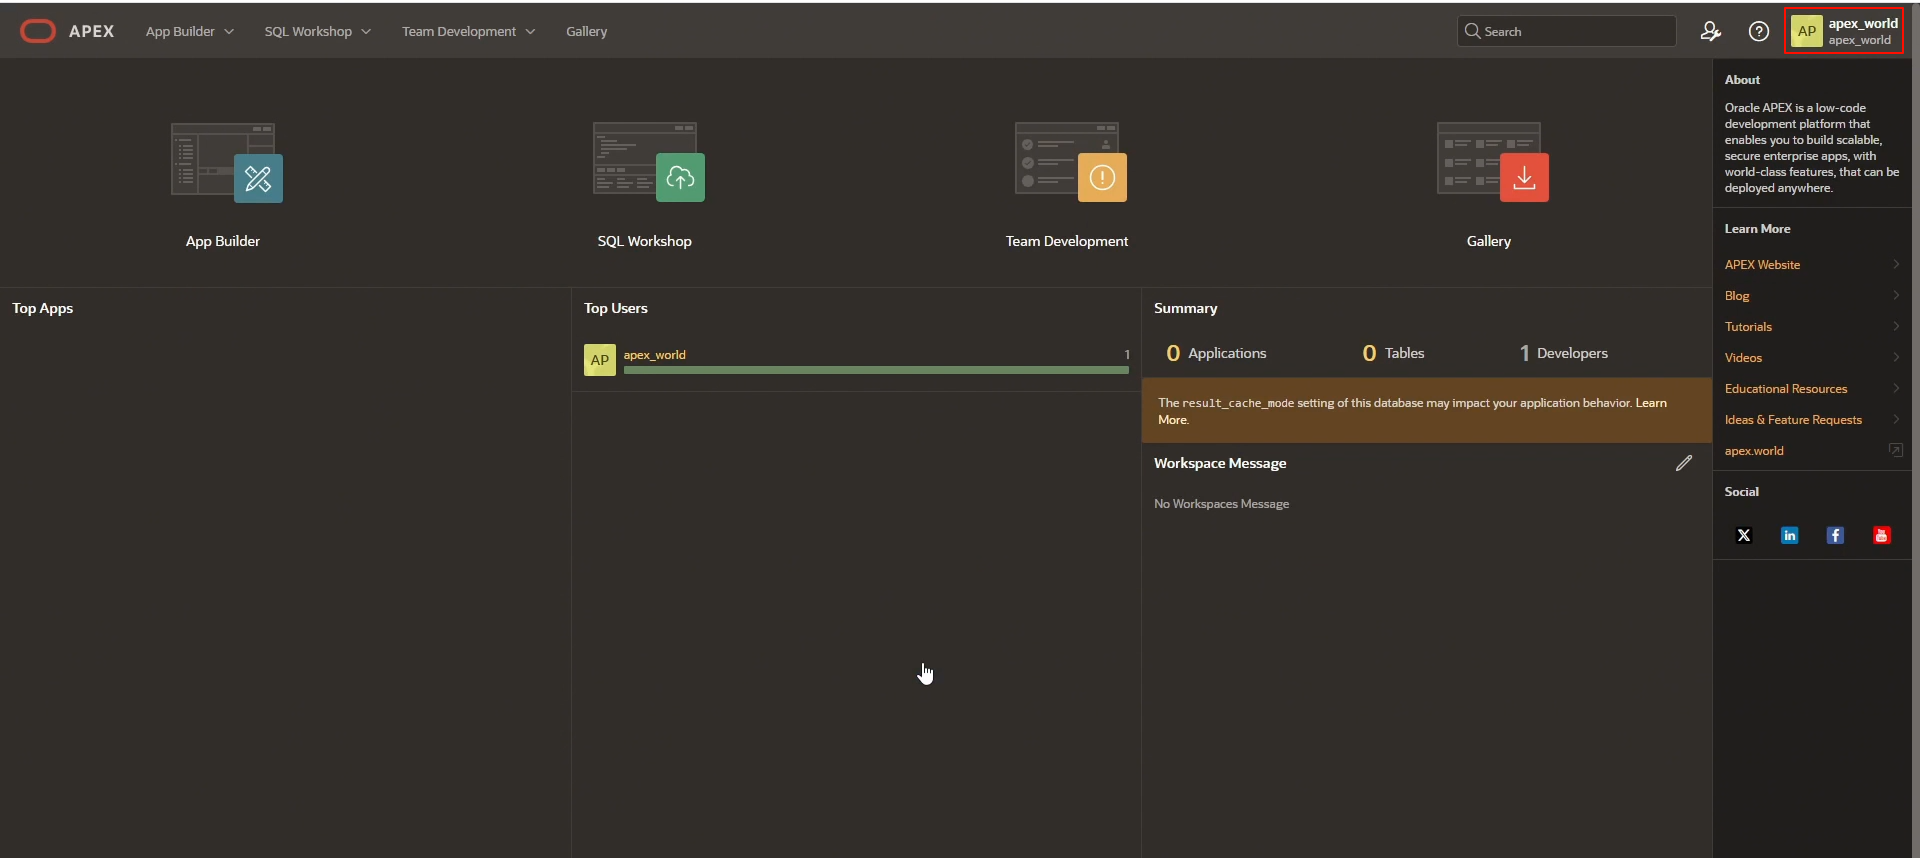 APEX
App Builder
SQL Workshop
Team Development
Gallery
Search
AP
apex_world
apex_world
App Builder
SQL Workshop
Team Development
Gallery
Top Apps
Top Users
AP
apex_world
1
Summary
0 Applications
0 Tables
1 Developers
The result_cache_mode setting of this database may impact your application behavior. Learn
More.
Workspace Message
No Workspaces Message
About
Oracle APEX is a low-code
development platform that
enables you to build scalable,
secure enterprise apps, with
world-class features, that can be
deployed anywhere.
Learn More
APEX Website
Blog
Tutorials
Videos
Educational Resources
Ideas & Feature Requests
apex.world
Social